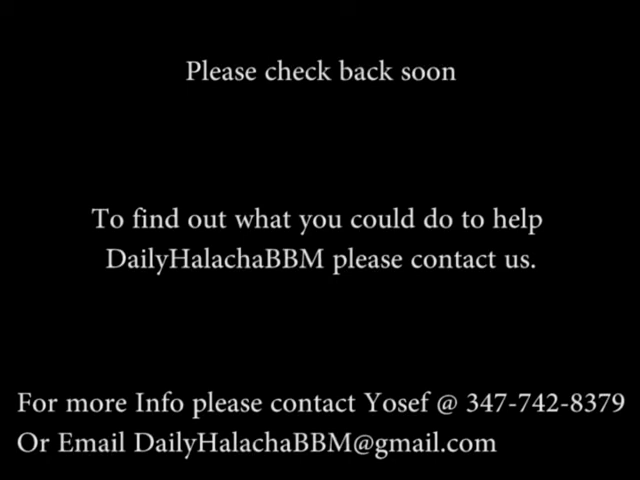 Please check back soon
To find out what you could do to help
DailyHalachaBBM please contact us.
For more Info please contact Yosef @ 347-742-8379
Or Email DailyHalachaBBM@gmail.com